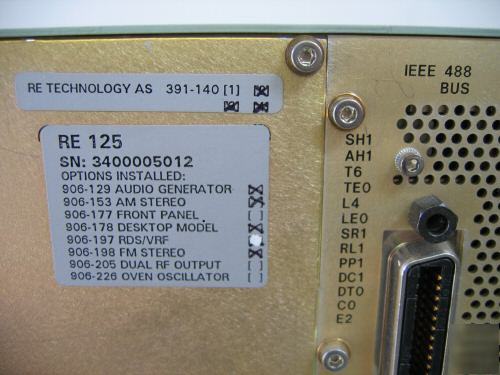 RE TECHNOLOGY AS 391-140 [1]
RE 125
SN: 3400005012
OPTIONS INSTALLED:
906-129 AUDIO GENERATOR
906-153 AM STEREO
906-177 FRONT PANEL [ ]
906-178 DESKTOP MODEL
906-197 RDS/VRF
906-198 FM STEREO
906-205 DUAL RF OUTPUT [ ]
906-226 OVEN OSCILLATOR [ ]
IEEE 488
BUS
SH1
AH1
T6
TE0
L4
LE0
SR1
RL1
PP1
DC1
DT0
C0
E2